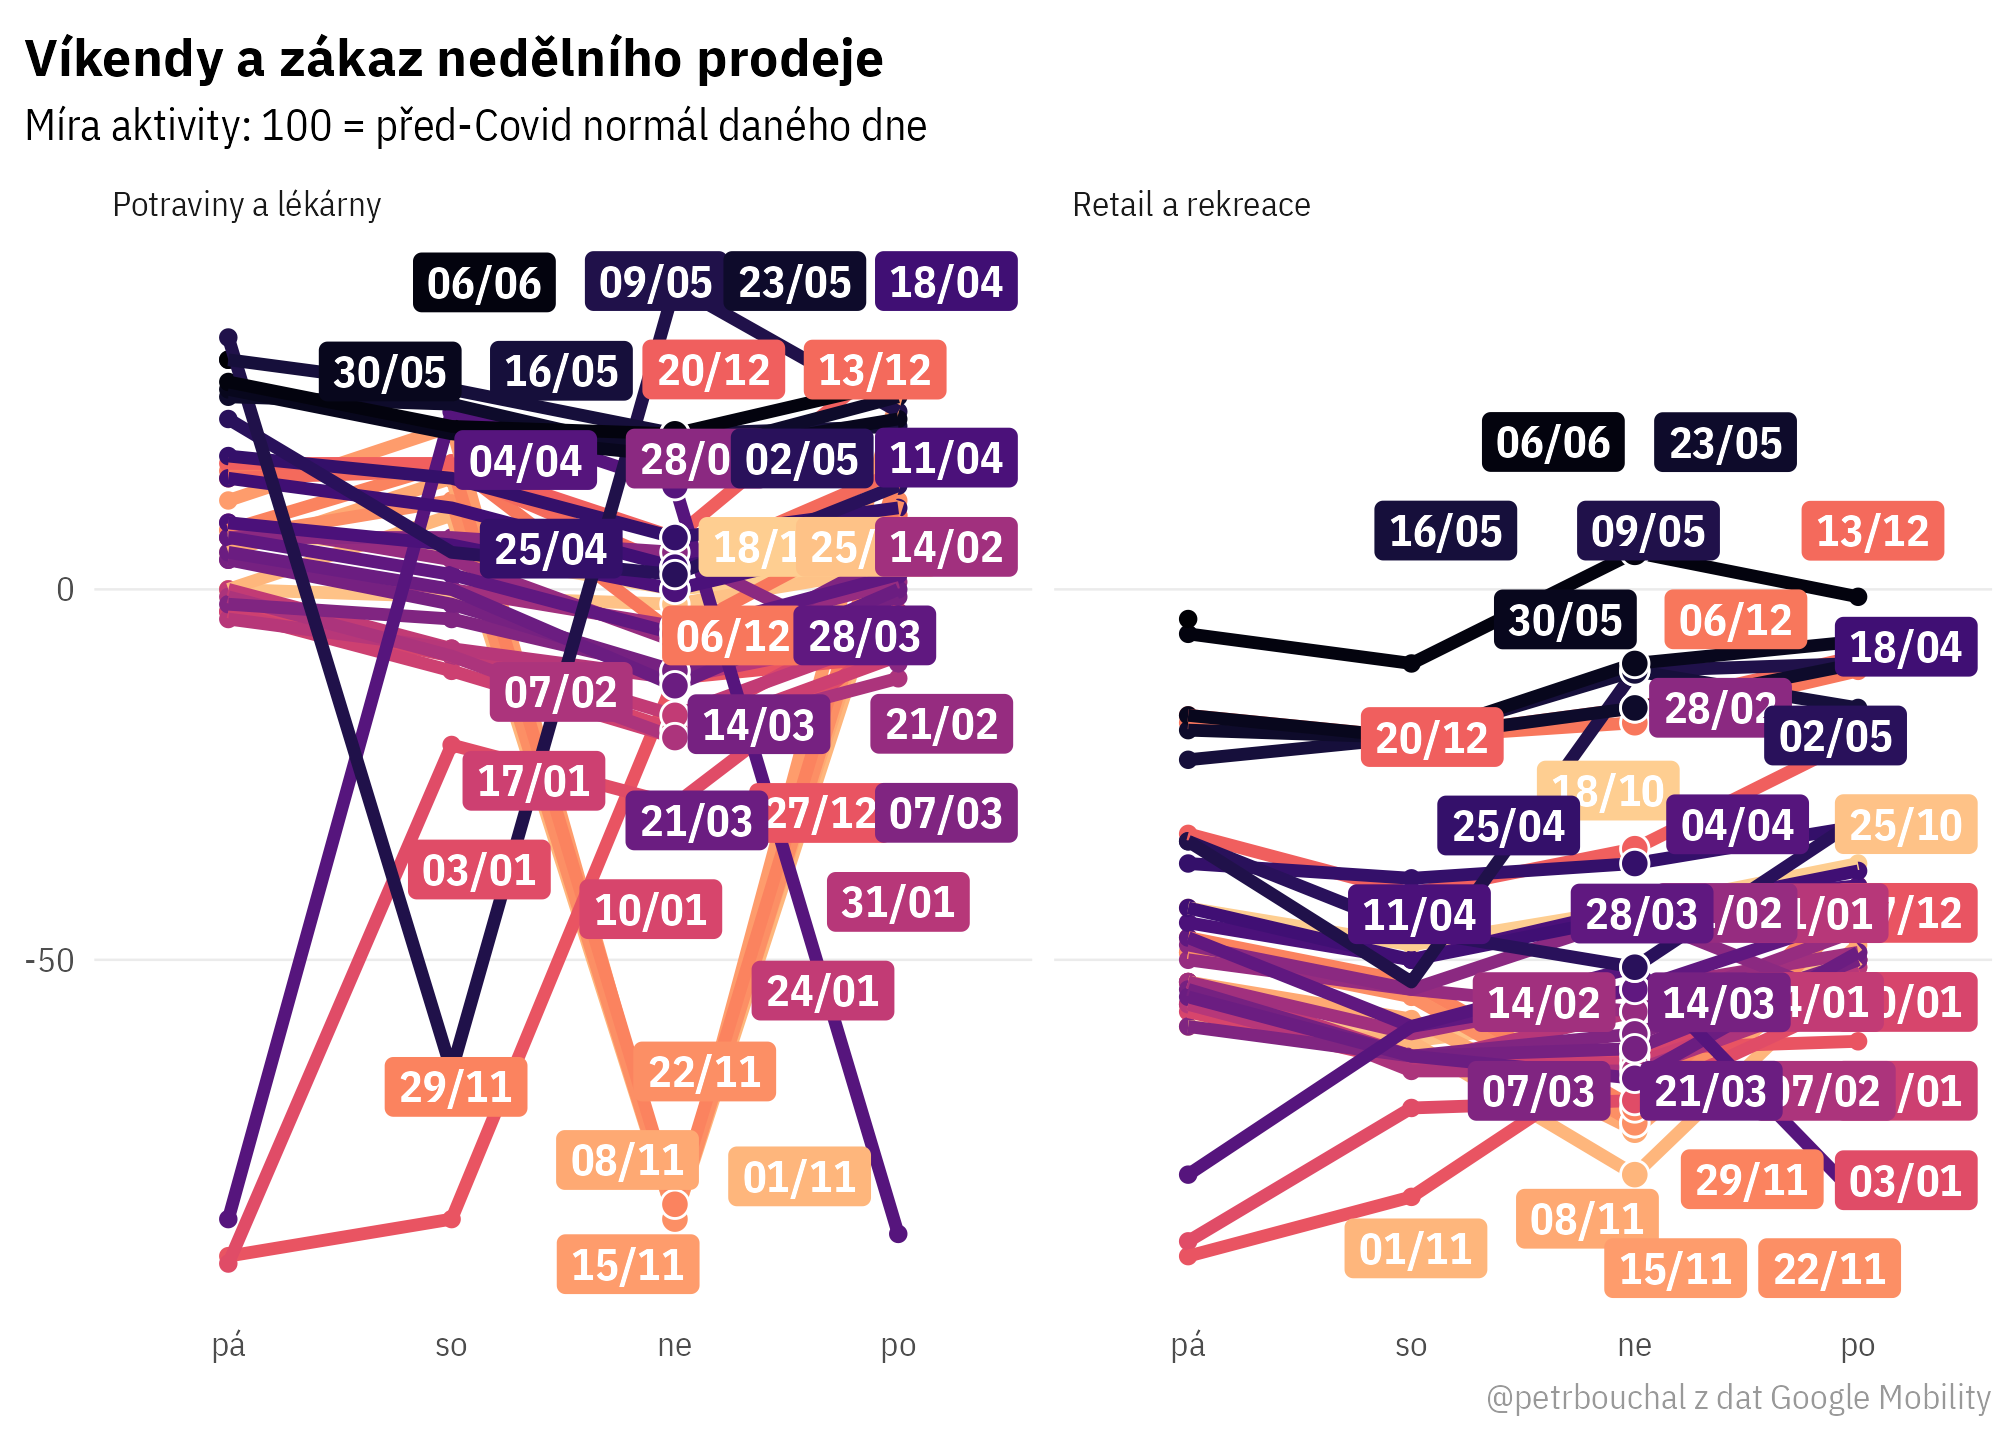 Víkendy a zákaz nedělního prodeje
Míra aktivity: 100 = před-Covid normál daného dne
Potraviny a lékárny
06/06 09/05 23/05 18/04
30/05 16/05 20/12 13/12
04/04 28/0 02/05 11/04
25/04 18/1 25/ 14/02
0
06/12 28/03
07/02 14/03 21/02
17/01 21/03 27/12 07/03
03/01 10/01 31/01
-50
24/01
29/11 22/11
08/11 01/11
15/11
pá so ne po
Retail a rekreace
06/06 23/05
16/05 09/05 13/12
30/05 06/12 18/04
20/12 28/02 02/05
18/10
25/04 04/04 25/10
11/04 28/03 /02 /01 7/12
14/02 14/03 4/01 0/01
07/03 21/03 07/02 /01
29/11 03/01
01/11 08/11
15/11 22/11
pá so ne po
@petrbouchal z dat Google Mobility